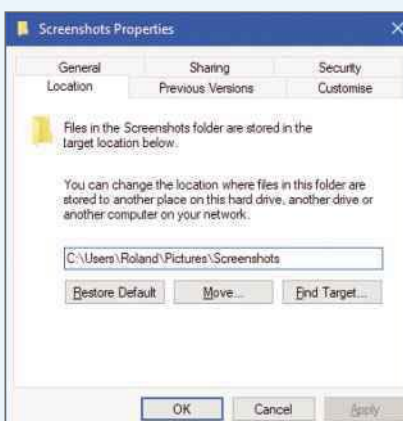 Screenshots Properties
General Sharing Security
Location Previous Versions Customise
Files in the Screenshots folder are stored in the
target location below.
You can change the location where files in this folder are
stored to another place on this hard drive, another drive or
another computer on your network.
C:\Users\Roland\Pictures\Screenshots
Restore Default Move... Find Target...
OK Cancel Apply